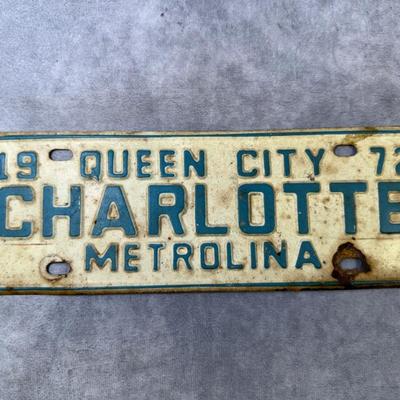 19 QUEEN CITY 72
CHARLOTTE
METROLINA